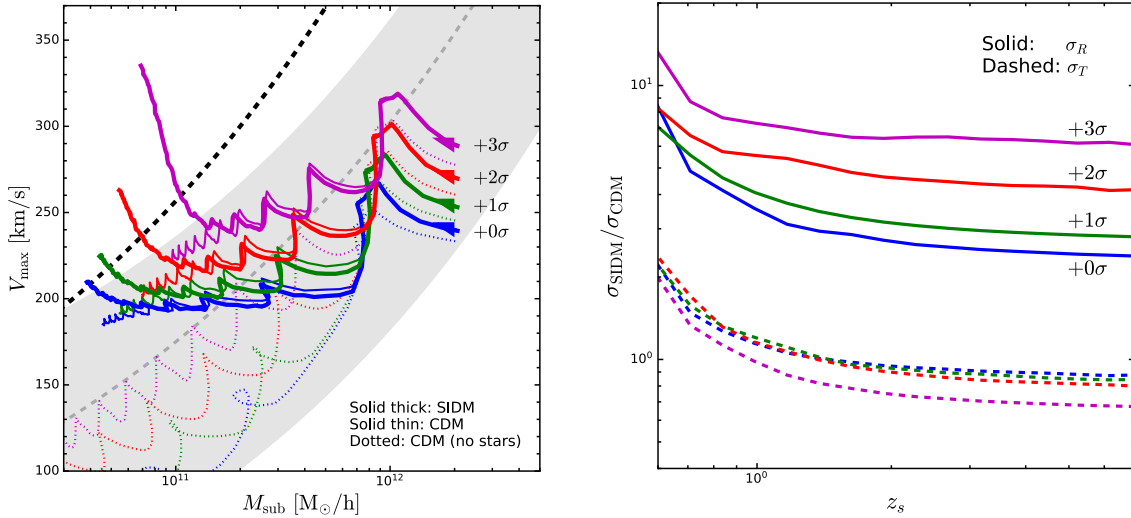 350
300
250
200
150
100
V_max [km/s]
+3σ
+2σ
+1σ
+0σ
Solid thick: SIDM
Solid thin: CDM
Dotted: CDM (no stars)
10^11
10^12
M_sub [M_⊙/h]
10^1
10^0
σ_SIDM/σ_CDM
Solid: σ_R
Dashed: σ_T
+3σ
+2σ
+1σ
+0σ
10^0
z_s